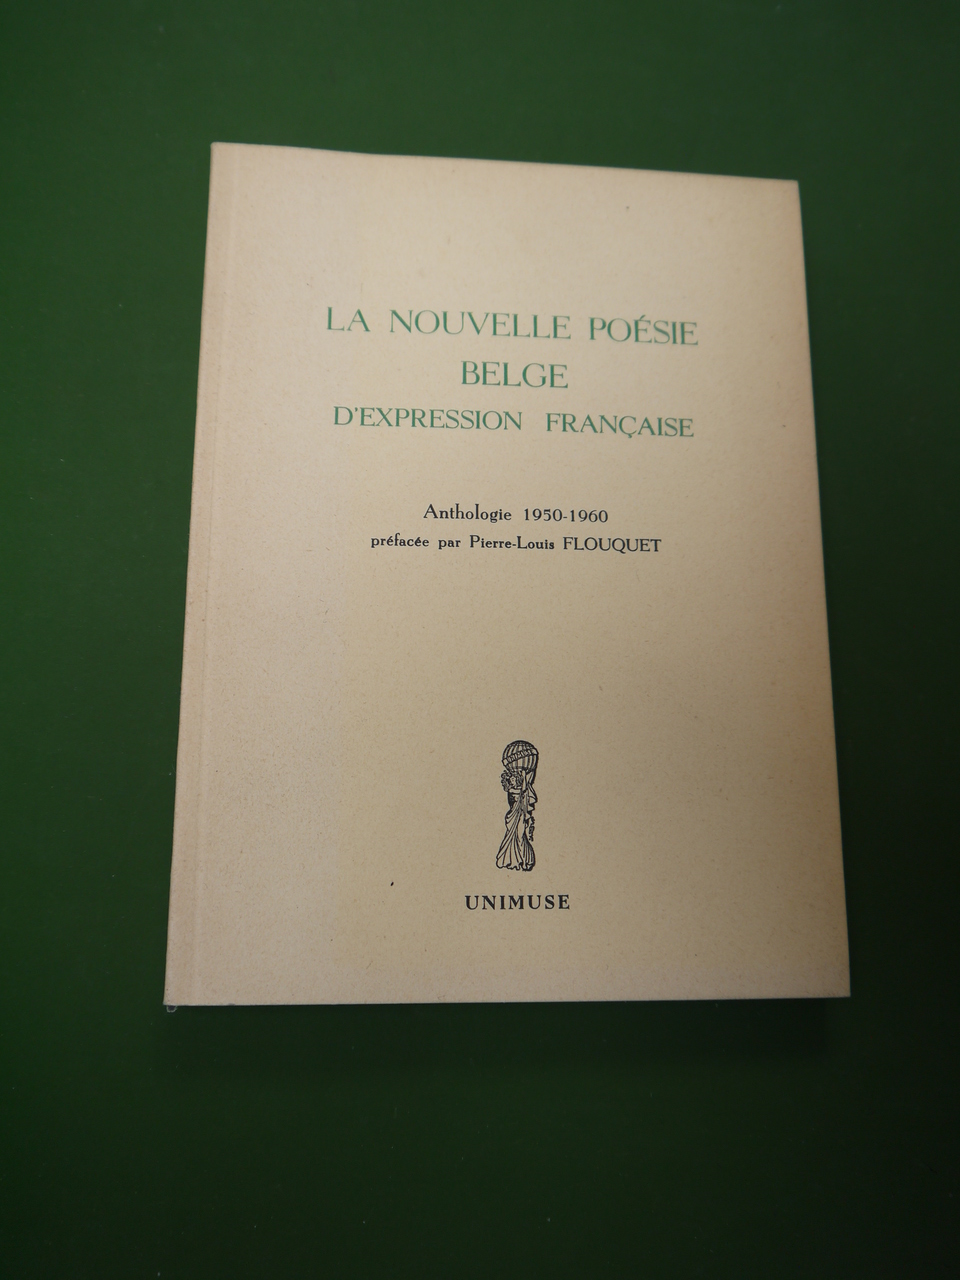 LA NOUVELLE POÉSIE
BELGE
D'EXPRESSION FRANÇAISE
Anthologie 1950-1960
préfacée par Pierre-Louis FLOUQUET
UNIMUSE